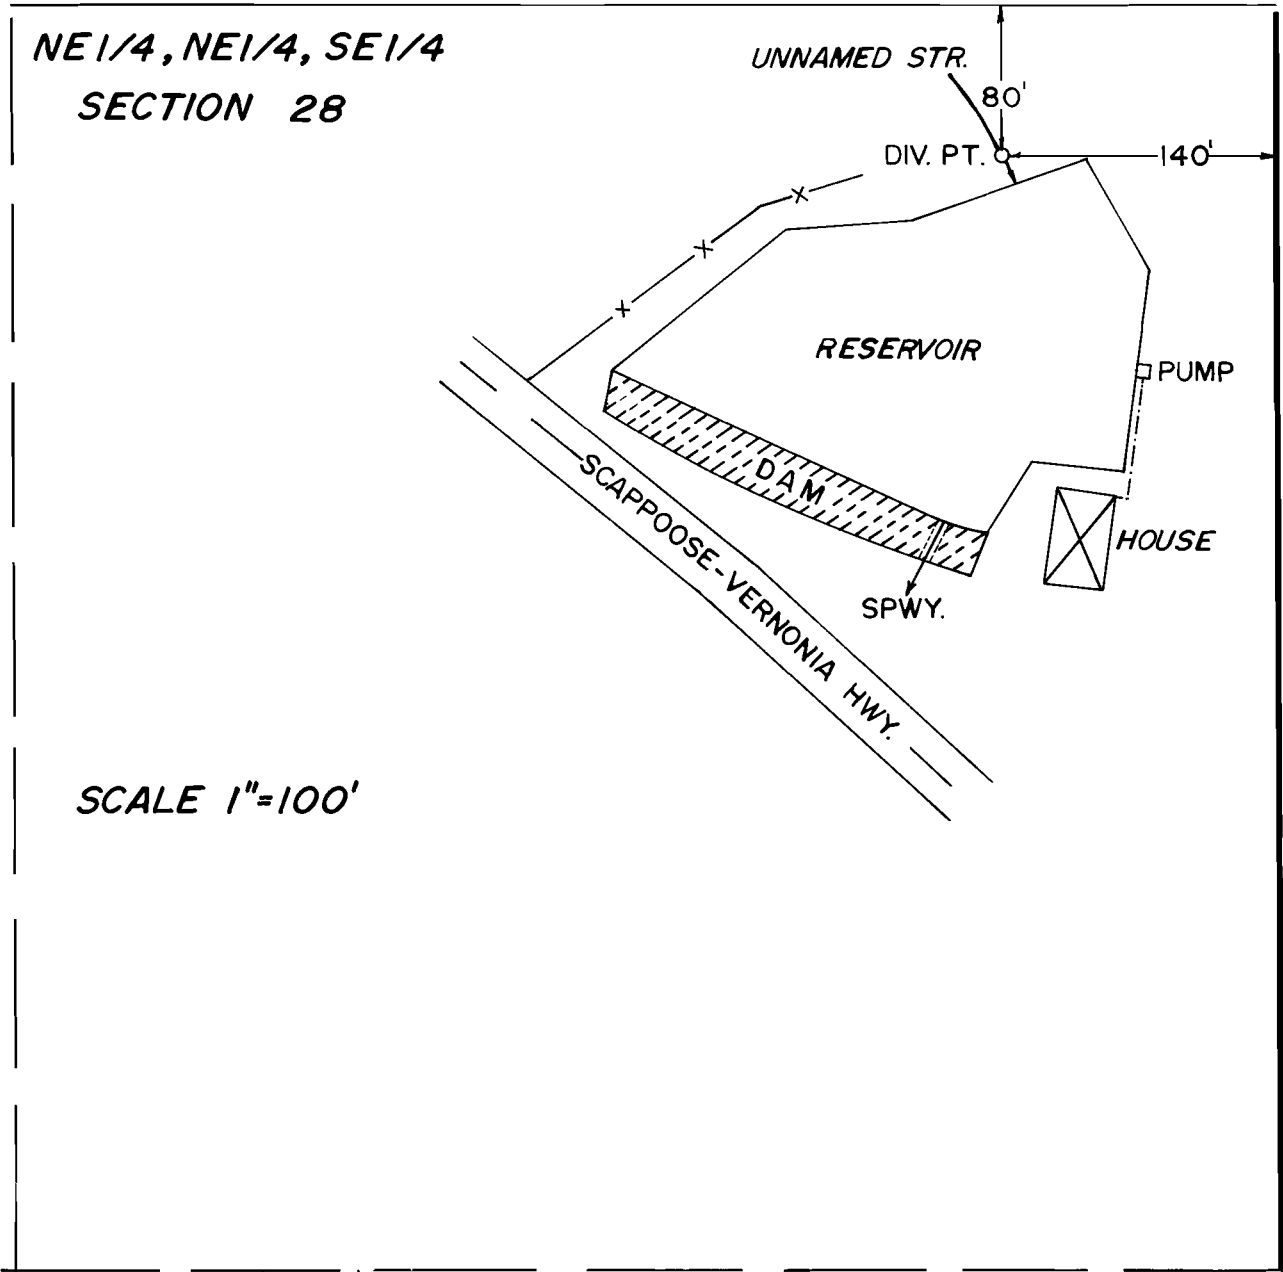 NE1/4, NE1/4, SE1/4
SECTION 28
UNNAMED STR.
80'
DIV. PT.
140'
RESERVOIR
PUMP
DAM
HOUSE
SPWY.
SCAPPOOSE-VERNONIA HWY.
SCALE 1"=100'